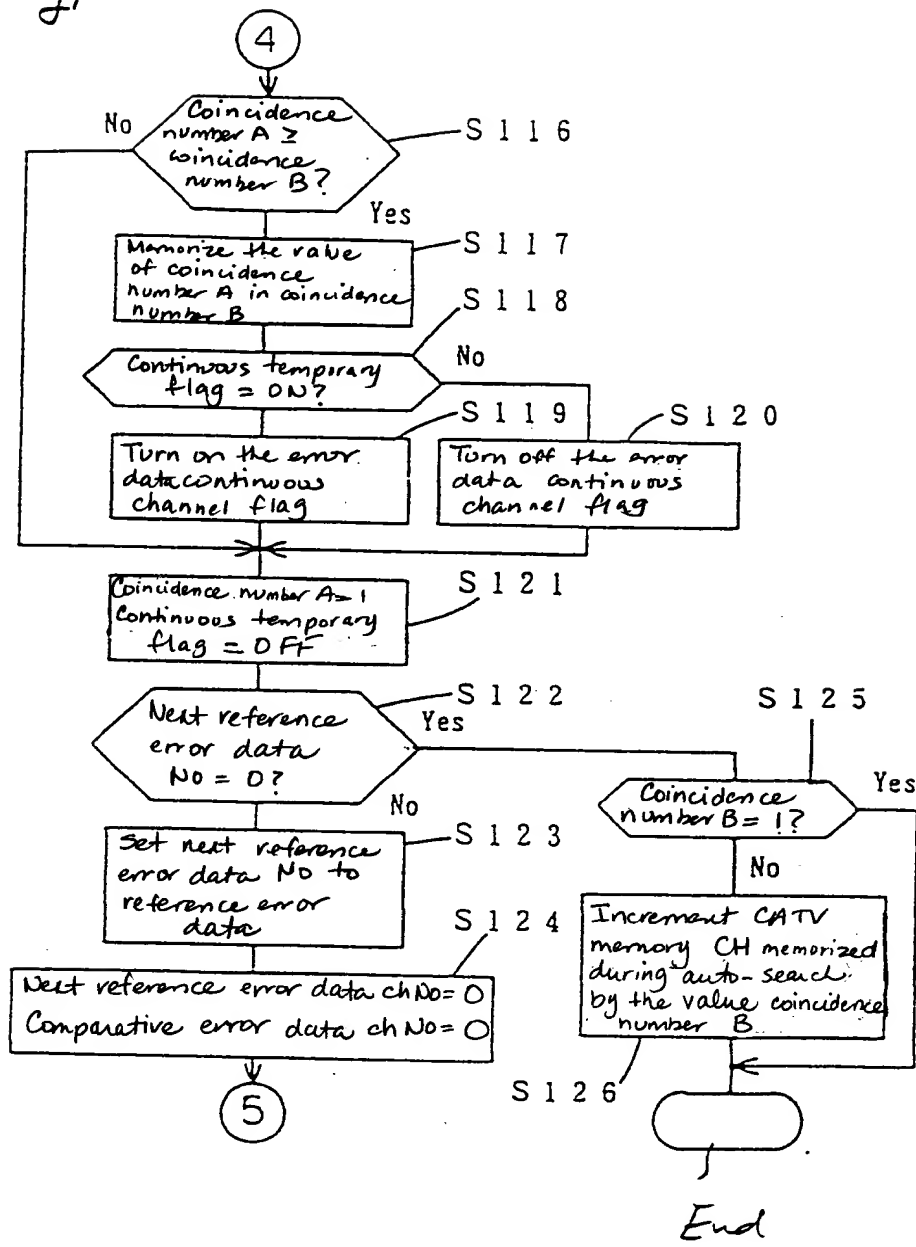 4
Coincidence
number A ≥
coincidence
number B?
No
S116
Yes
Memorize the value
of coincidence
number A in coincidence
number B
S117
S118
Continuous temporary
flag = ON?
No
S119
S120
Turn on the error
data continuous
channel flag
Turn off the error
data continuous
channel flag
Coincidence number A=1
Continuous temporary
flag = OFF
S121
S122
Next reference
error data
No = 0?
Yes
S125
Coincidence
number B= 1?
Yes
No
No
Set next reference
error data No to
reference error
data
S123
S124
Increment CATV
memory CH memorized
during auto-search
by the value coincidence
number B
Next reference error data ch No= 0
Comparative error data ch No= 0
S126
5
End